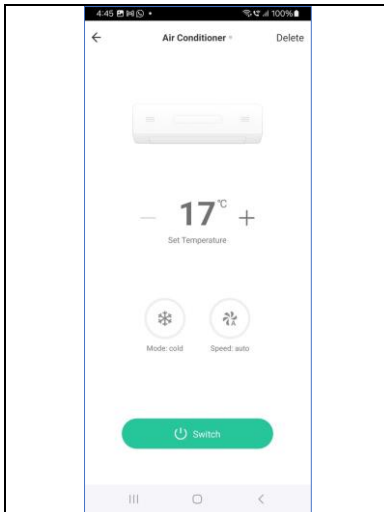 4:45 100%
Air Conditioner Delete
17°C
Set Temperature
A
Mode: cold Speed: auto
Switch